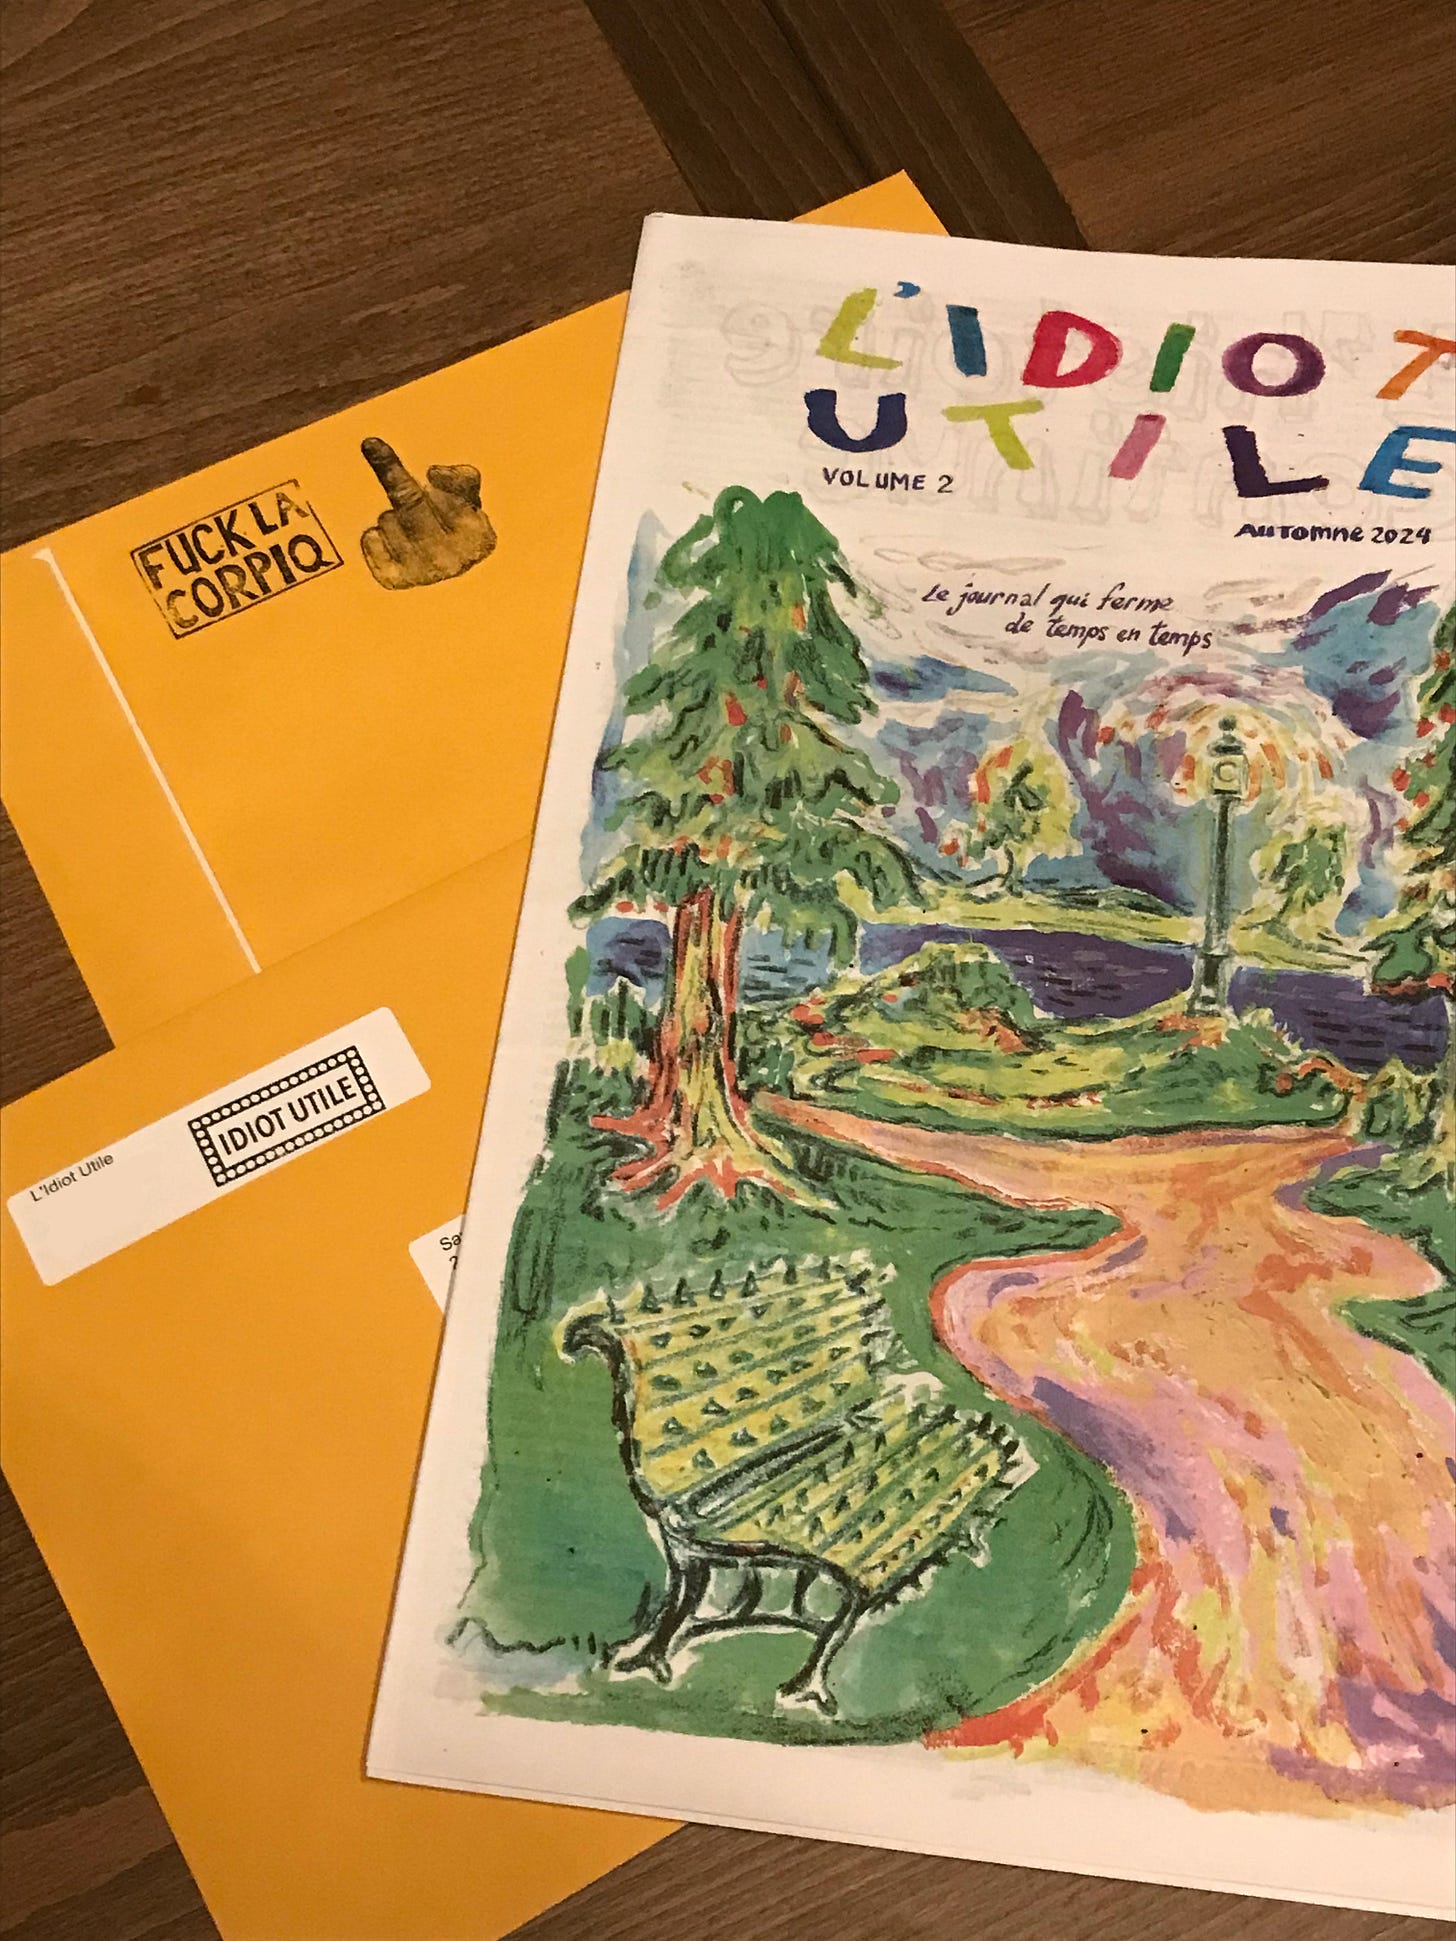 L'IDIOT
UTILE
VOLUME 2
AUTOMNE 2024
Le journal qui ferme
de temps en temps
C
FUCK LA
CORPIQ
L'Idiot Utile
IDIOT UTILE